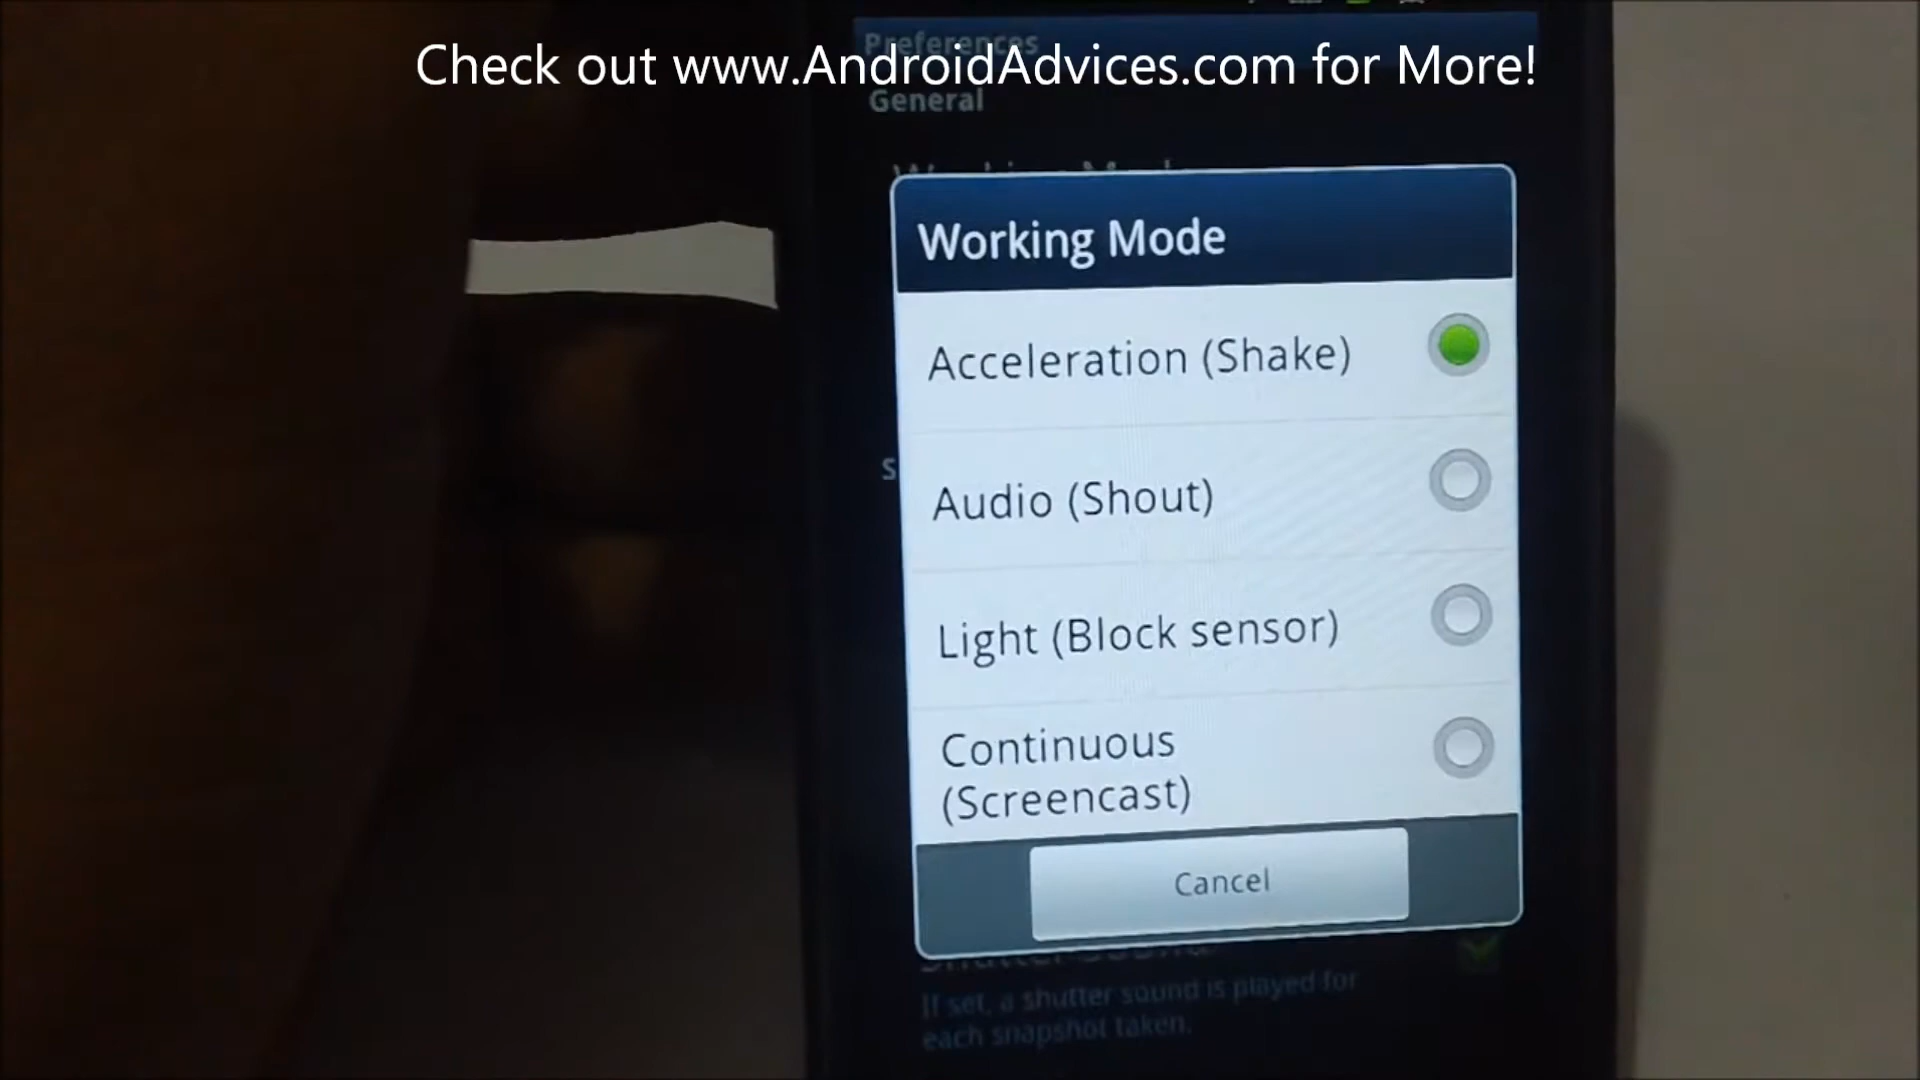 Preferences
Check out www.AndroidAdvices.com for More!
General
Working Mode
Acceleration (Shake)
Audio (Shout)
Light (Block sensor)
Continuous
(Screencast)
Cancel
If set, a shutter sound is played for
each snapshot taken.